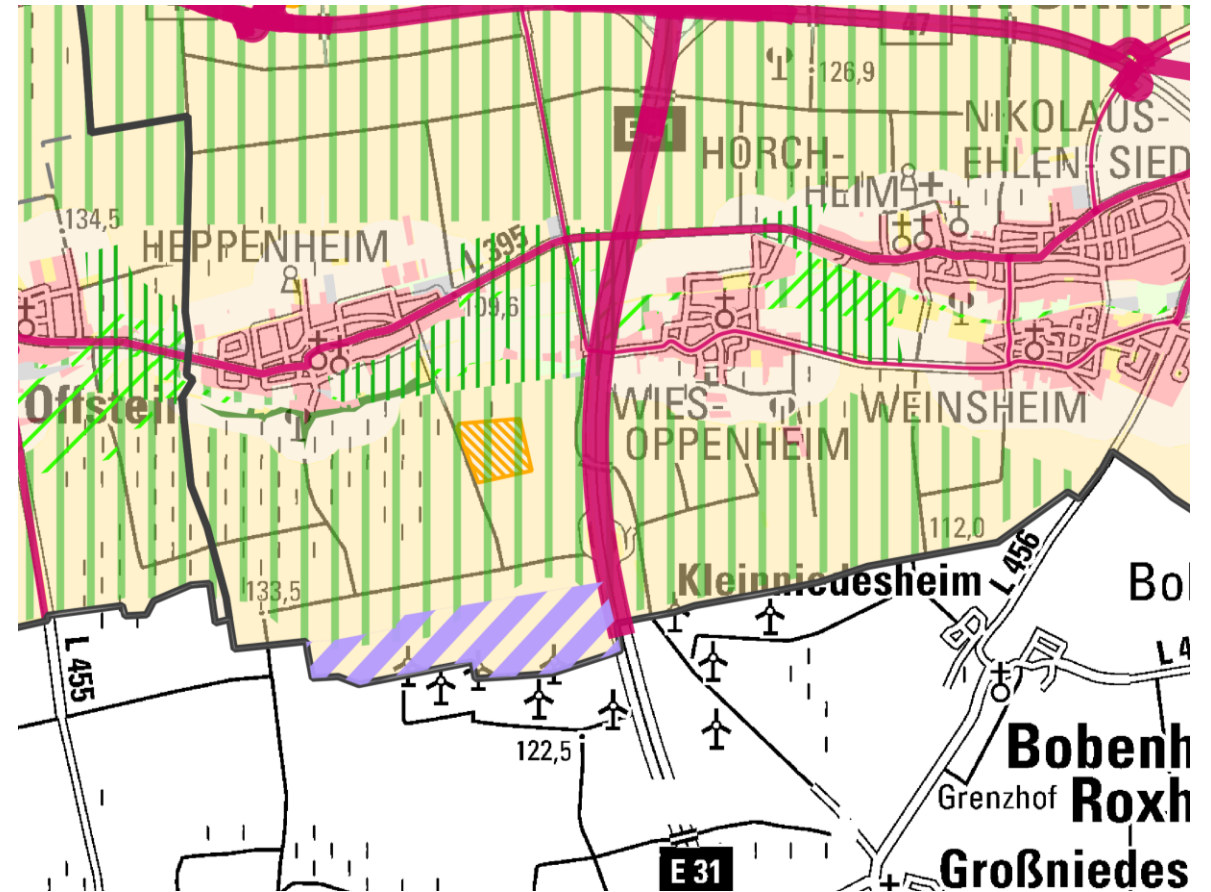 47
126,9
E 31
NIKOLAUS-
EHLEN- SIED
HORCH-
HEIM
134,5
HEPPENHEIM
L 395
109,6
Offstein
WIES-
OPPENHEIM
WEINSHEIM
112,0
L 456
133,5
Kleinniedesheim
Bo
L 455
L 4
122,5
Bobenh
Roxh
Grenzhof
E 31
Großniedes